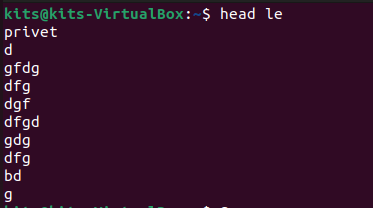 kits@kits-VirtualBox:~$ head le
privet
d
gfdg
dfg
dgf
dfgd
gdg
dfg
bd
g